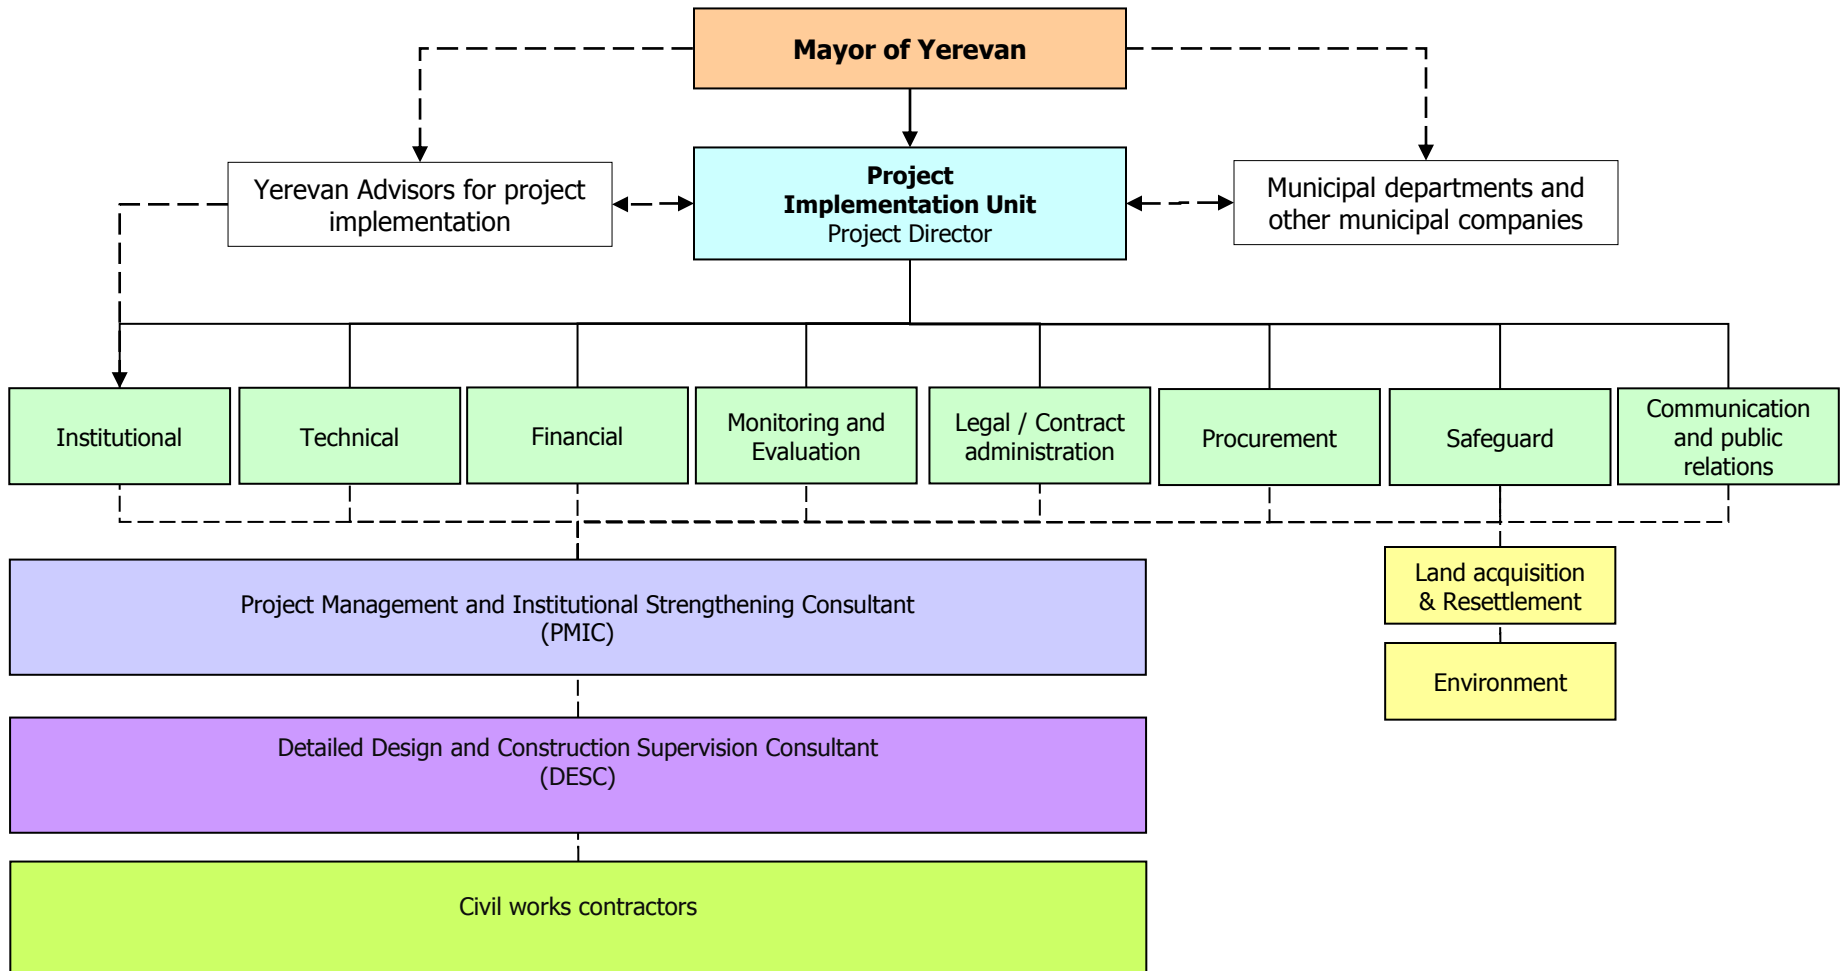 Mayor of Yerevan
Yerevan Advisors for project
implementation
Project
Implementation Unit
Project Director
Municipal departments and
other municipal companies
Institutional
Technical
Financial
Monitoring and
Evaluation
Legal / Contract
administration
Procurement
Safeguard
Communication
and public
relations
Project Management and Institutional Strengthening Consultant
(PMIC)
Land acquisition
& Resettlement
Environment
Detailed Design and Construction Supervision Consultant
(DESC)
Civil works contractors